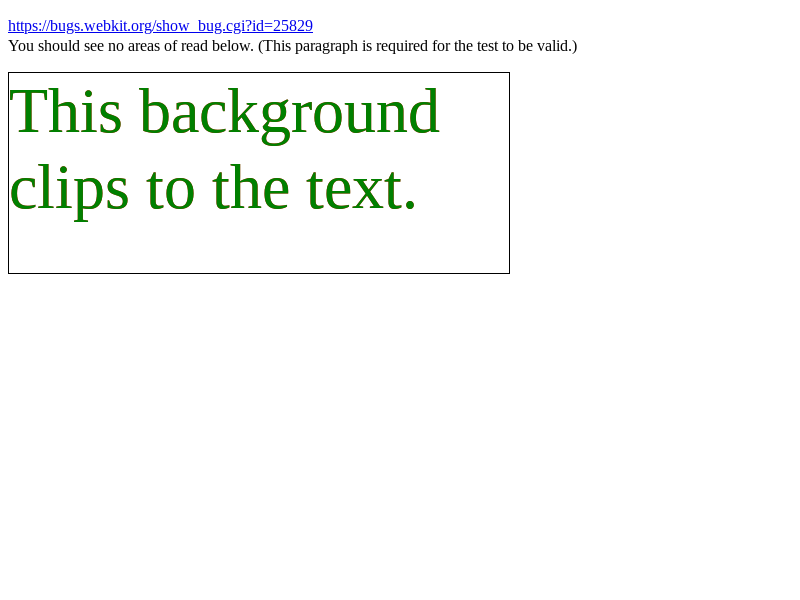 https://bugs.webkit.org/show_bug.cgi?id=25829
You should see no areas of read below. (This paragraph is required for the test to be valid.)
This background
clips to the text.